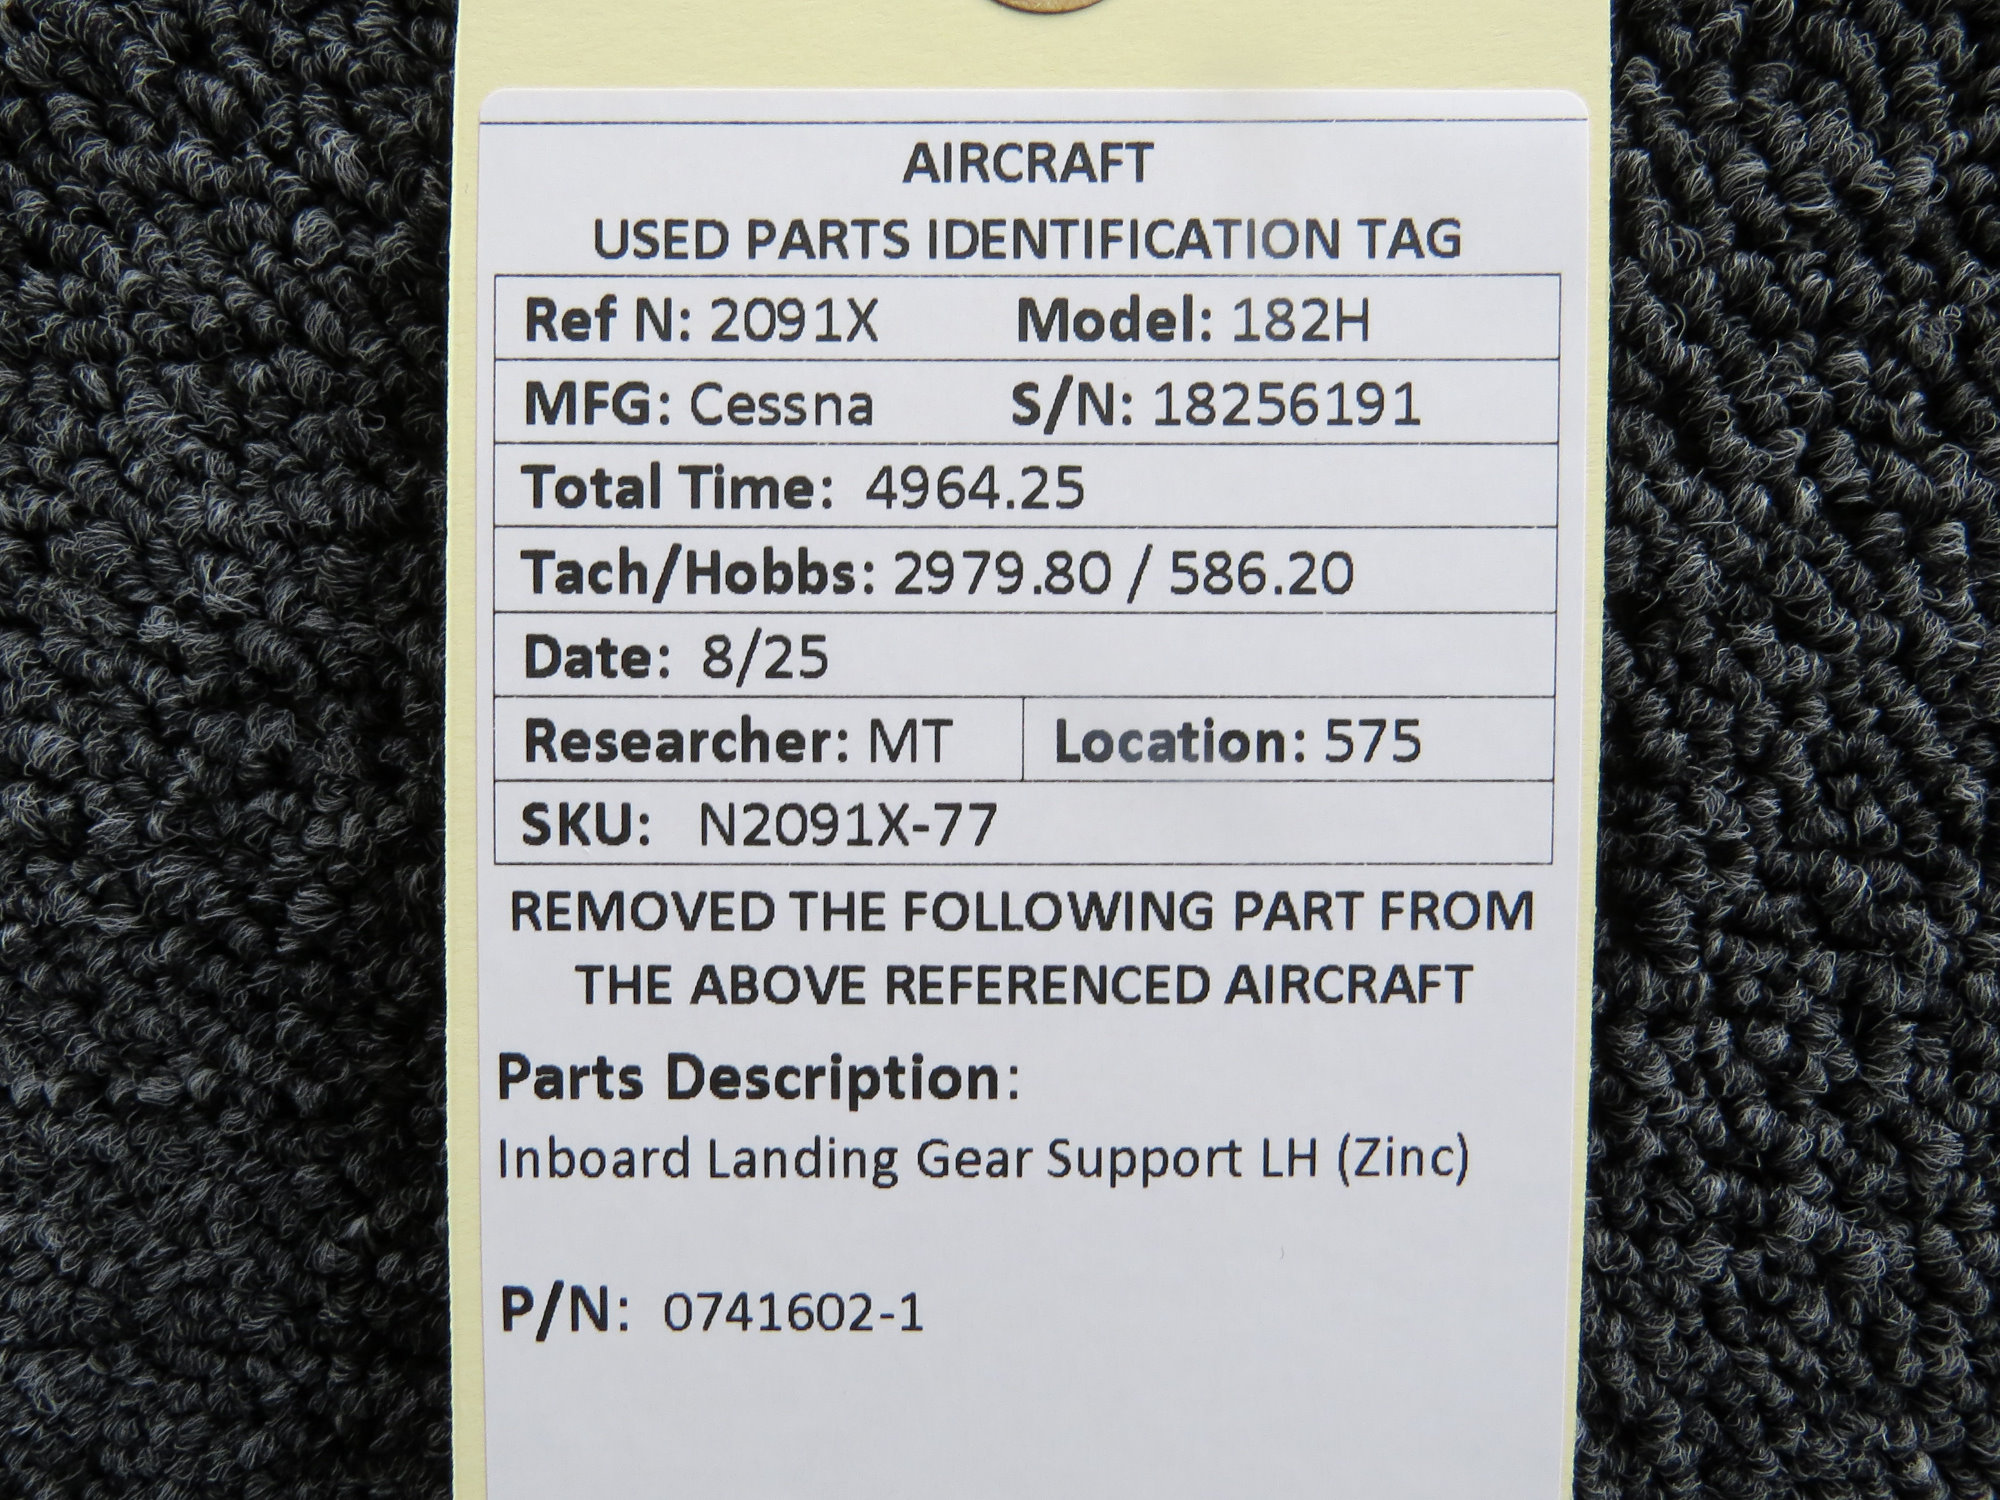 AIRCRAFT
USED PARTS IDENTIFICATION TAG
Ref N: 2091X Model: 182H
MFG: Cessna S/N: 18256191
Total Time: 4964.25
Tach/Hobbs: 2979.80 / 586.20
Date: 8/25
Researcher: MT Location: 575
SKU: N2091X-77
REMOVED THE FOLLOWING PART FROM
THE ABOVE REFERENCED AIRCRAFT
Parts Description:
Inboard Landing Gear Support LH (Zinc)
P/N: 0741602-1